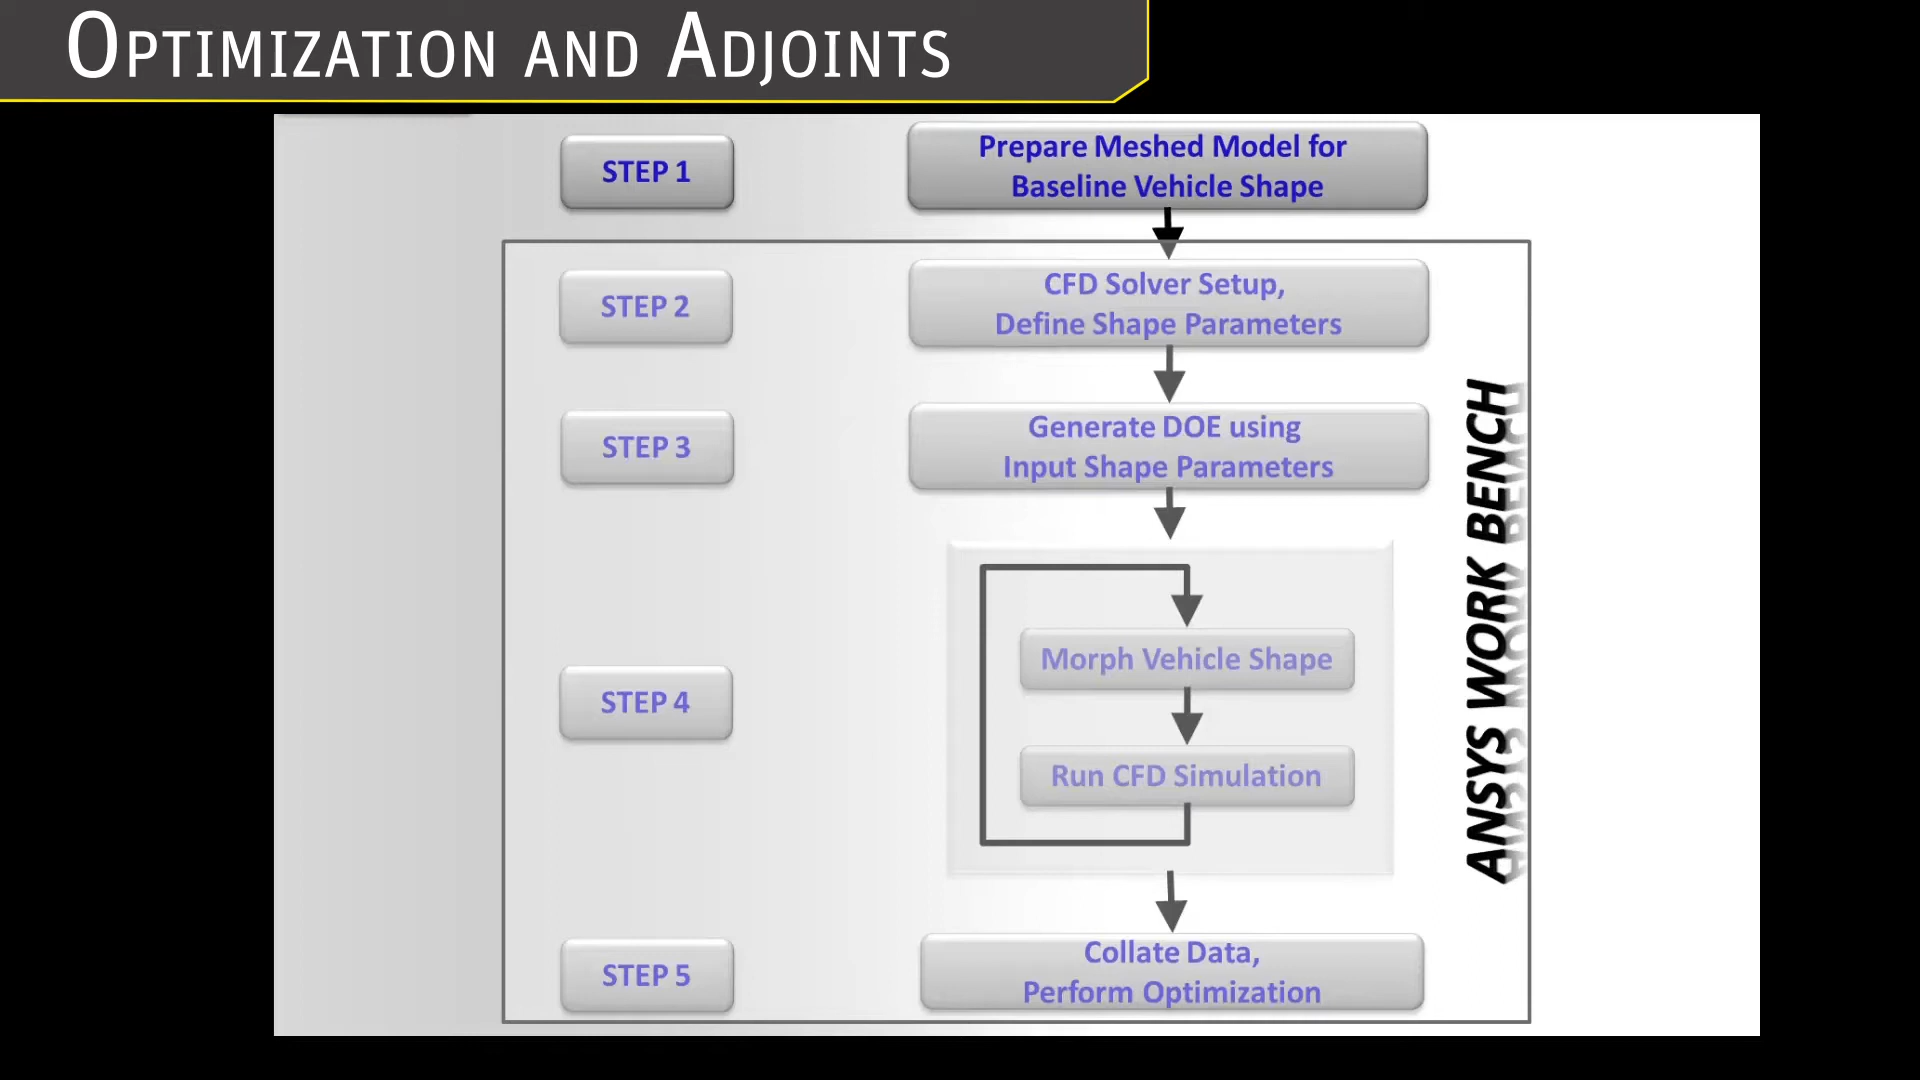 OPTIMIZATION AND ADJOINTS
STEP 1
Prepare Meshed Model for
Baseline Vehicle Shape
STEP 2
CFD Solver Setup,
Define Shape Parameters
STEP 3
Generate DOE using
Input Shape Parameters
STEP 4
Morph Vehicle Shape
Run CFD Simulation
STEP 5
Collate Data,
Perform Optimization
ANSYS WORK BENCH